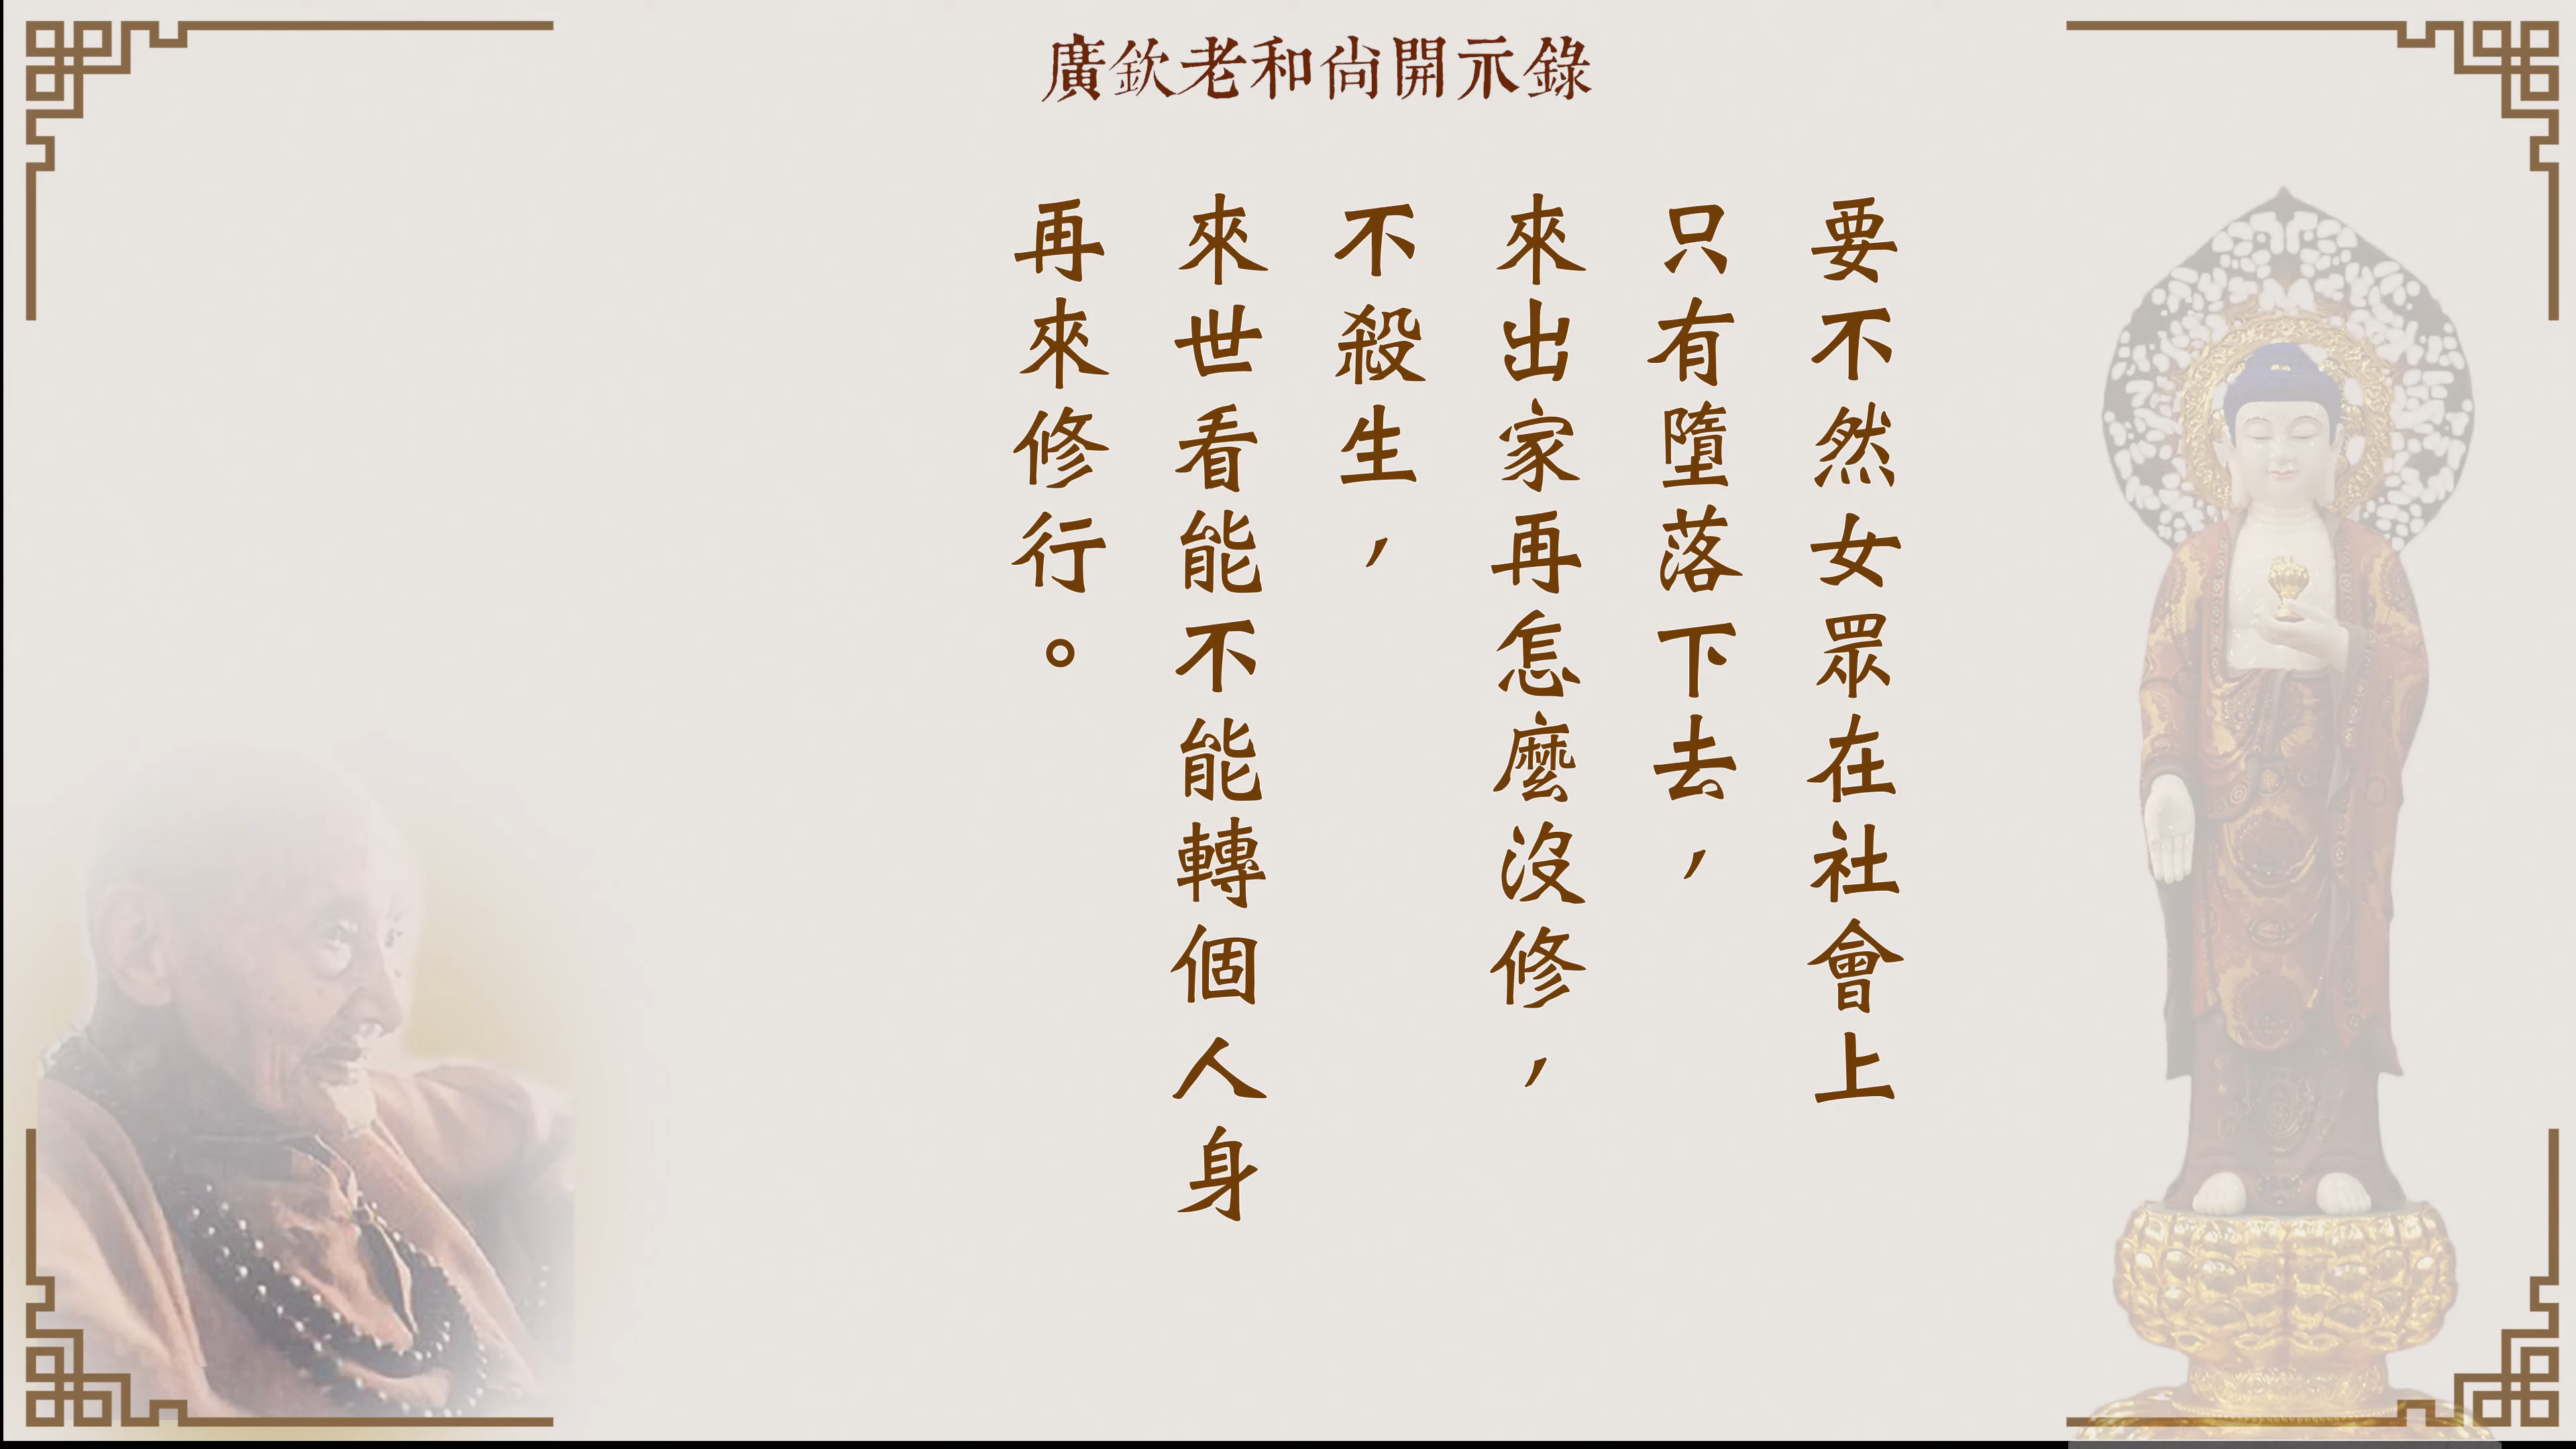 廣欽老和尙開示錄
要不然女眾在社會上
只有墮落下去，
來出家再怎麼沒修，
不殺生，
來世看能不能轉個人身
再來修行。